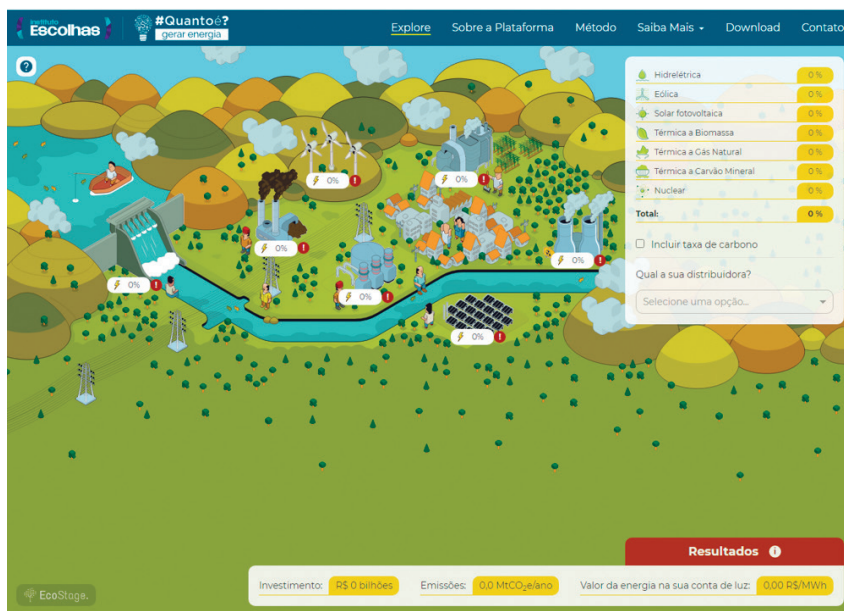 instituto
Escolhas
#Quantoé?
gerar energia
Explore
Sobre a Plataforma
Método
Saiba Mais
Download
Contato
?
Hidrelétrica 0 %
Eólica 0 %
Solar fotovoltaica 0 %
Térmica a Biomassa 0 %
Térmica a Gás Natural 0 %
Térmica a Carvão Mineral 0 %
Nuclear 0 %
Total: 0 %
Incluir taxa de carbono
Qual a sua distribuidora?
Selecione uma opção...
0% !
0% !
0% !
0% !
0% !
0% !
0% !
Resultados i
Investimento: R$ 0 bilhões
Emissões: 0,0 MtCO₂e/ano
Valor da energia na sua conta de luz: 0,00 R$/MWh
EcoStage.